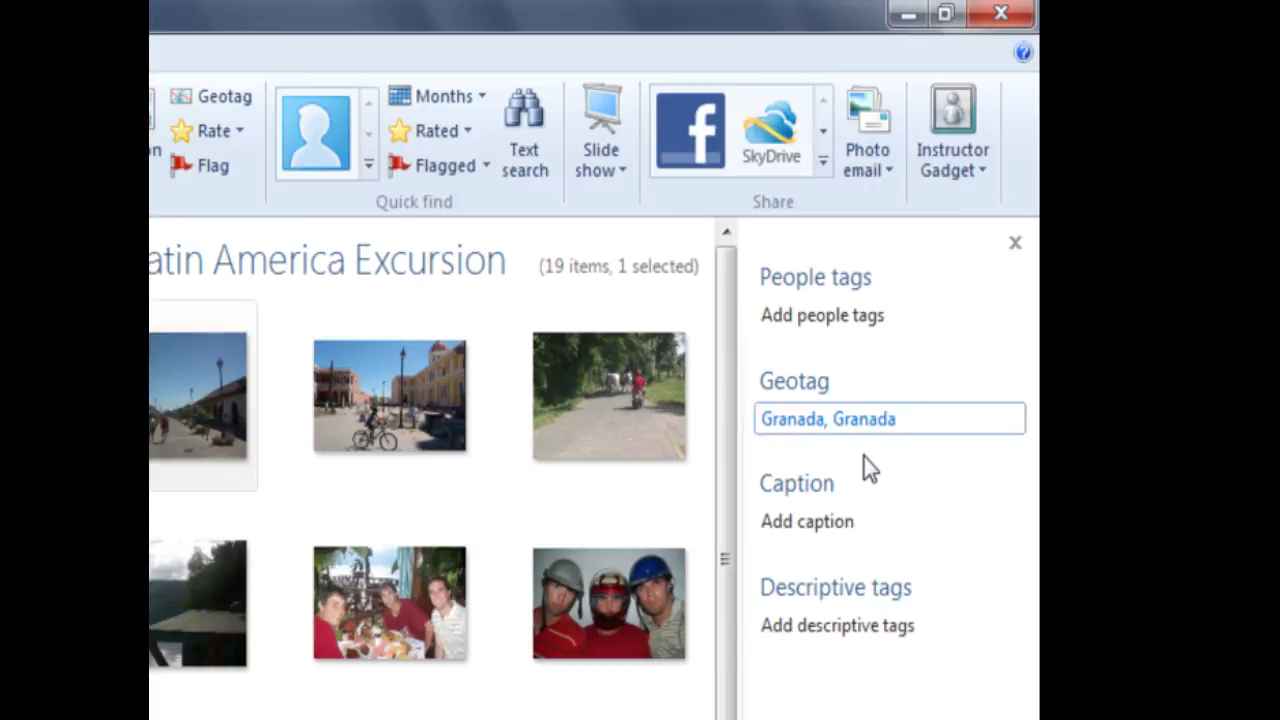 Geotag
Rate
Flag
Months
Rated
Flagged
Text
search
Slide
show
SkyDrive
Photo
email
Instructor
Gadget
on
Quick find
Share
atin America Excursion
(19 items, 1 selected)
People tags
Add people tags
Geotag
Granada, Granada
Caption
Add caption
Descriptive tags
Add descriptive tags